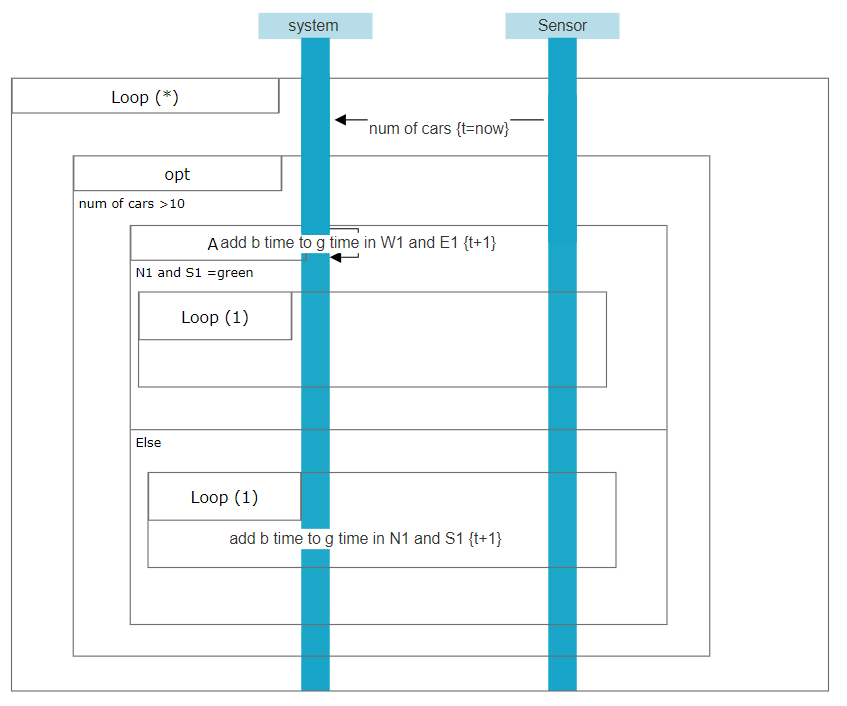 system
Sensor
Loop (*)
num of cars {t=now}
opt
num of cars >10
A
add b time to g time in W1 and E1 {t+1}
N1 and S1 =green
Loop (1)
Else
Loop (1)
add b time to g time in N1 and S1 {t+1}